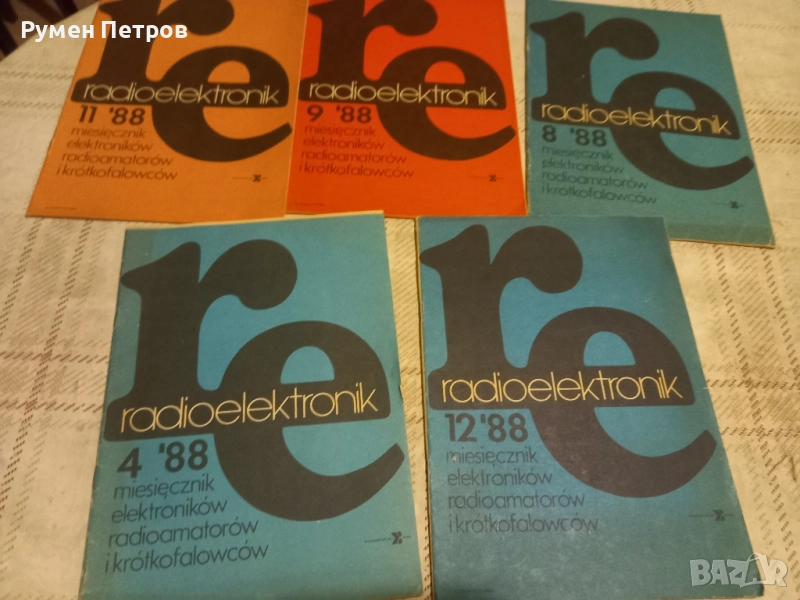 Румен Петров
re
radioelektronik
11 '88
miesięcznik
elektroników
radioamatorów
i krótkofalowców
re
radioelektronik
9 '88
miesięcznik
elektroników
radioamatorów
i krótkofalowców
re
radioelektronik
8 '88
miesięcznik
elektroników
radioamatorów
i krótkofalowców
re
radioelektronik
4 '88
miesięcznik
elektroników
radioamatorów
i krótkofalowców
re
radioelektronik
12 '88
miesięcznik
elektroników
radioamatorów
i krótkofalowców
BAZAR